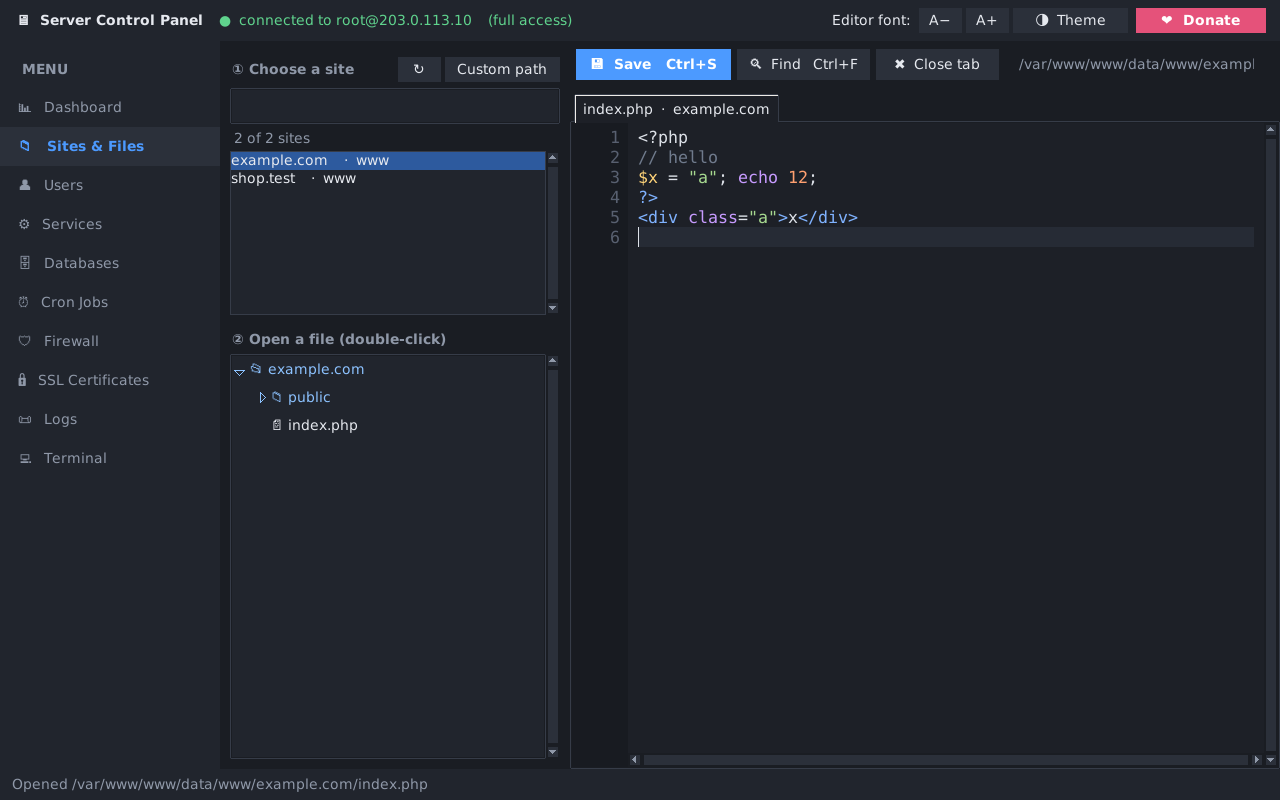 Server Control Panel ● connected to root@203.0.113.10 (full access) Editor font: A− A+ Theme ❤ Donate
MENU
Dashboard
Sites & Files
Users
Services
Databases
Cron Jobs
Firewall
SSL Certificates
Logs
Terminal
① Choose a site ↻ Custom path
2 of 2 sites
example.com · www
shop.test · www
② Open a file (double-click)
example.com
public
index.php
Save Ctrl+S Find Ctrl+F ✖ Close tab /var/www/www/data/www/exampl
index.php · example.com
1 <?php
2 // hello
3 $x = "a"; echo 12;
4 ?>
5 <div class="a">x</div>
6
Opened /var/www/www/data/www/example.com/index.php